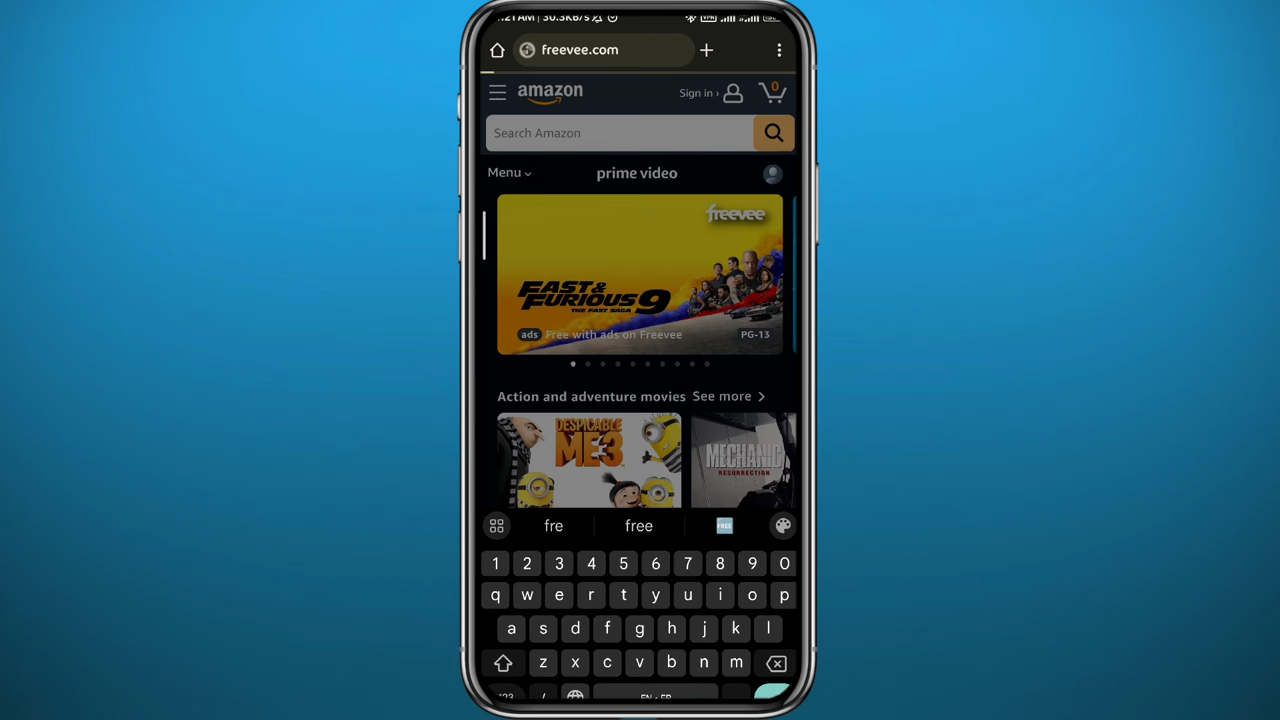 :21 AM | 30.3KB/s
VPN
freevee.com
amazon
Sign in ›
0
Search Amazon
Menu
prime video
freevee
FAST &
FURIOUS 9
THE FAST SAGA
ads Free with ads on Freevee
PG-13
Action and adventure movies See more
DESPICABLE
ME3
MECHANIC
RESURRECTION
fre free FREE
1 2 3 4 5 6 7 8 9 0
q w e r t y u i o p
a s d f g h j k l
z x c v b n m
?123 / EN • FR